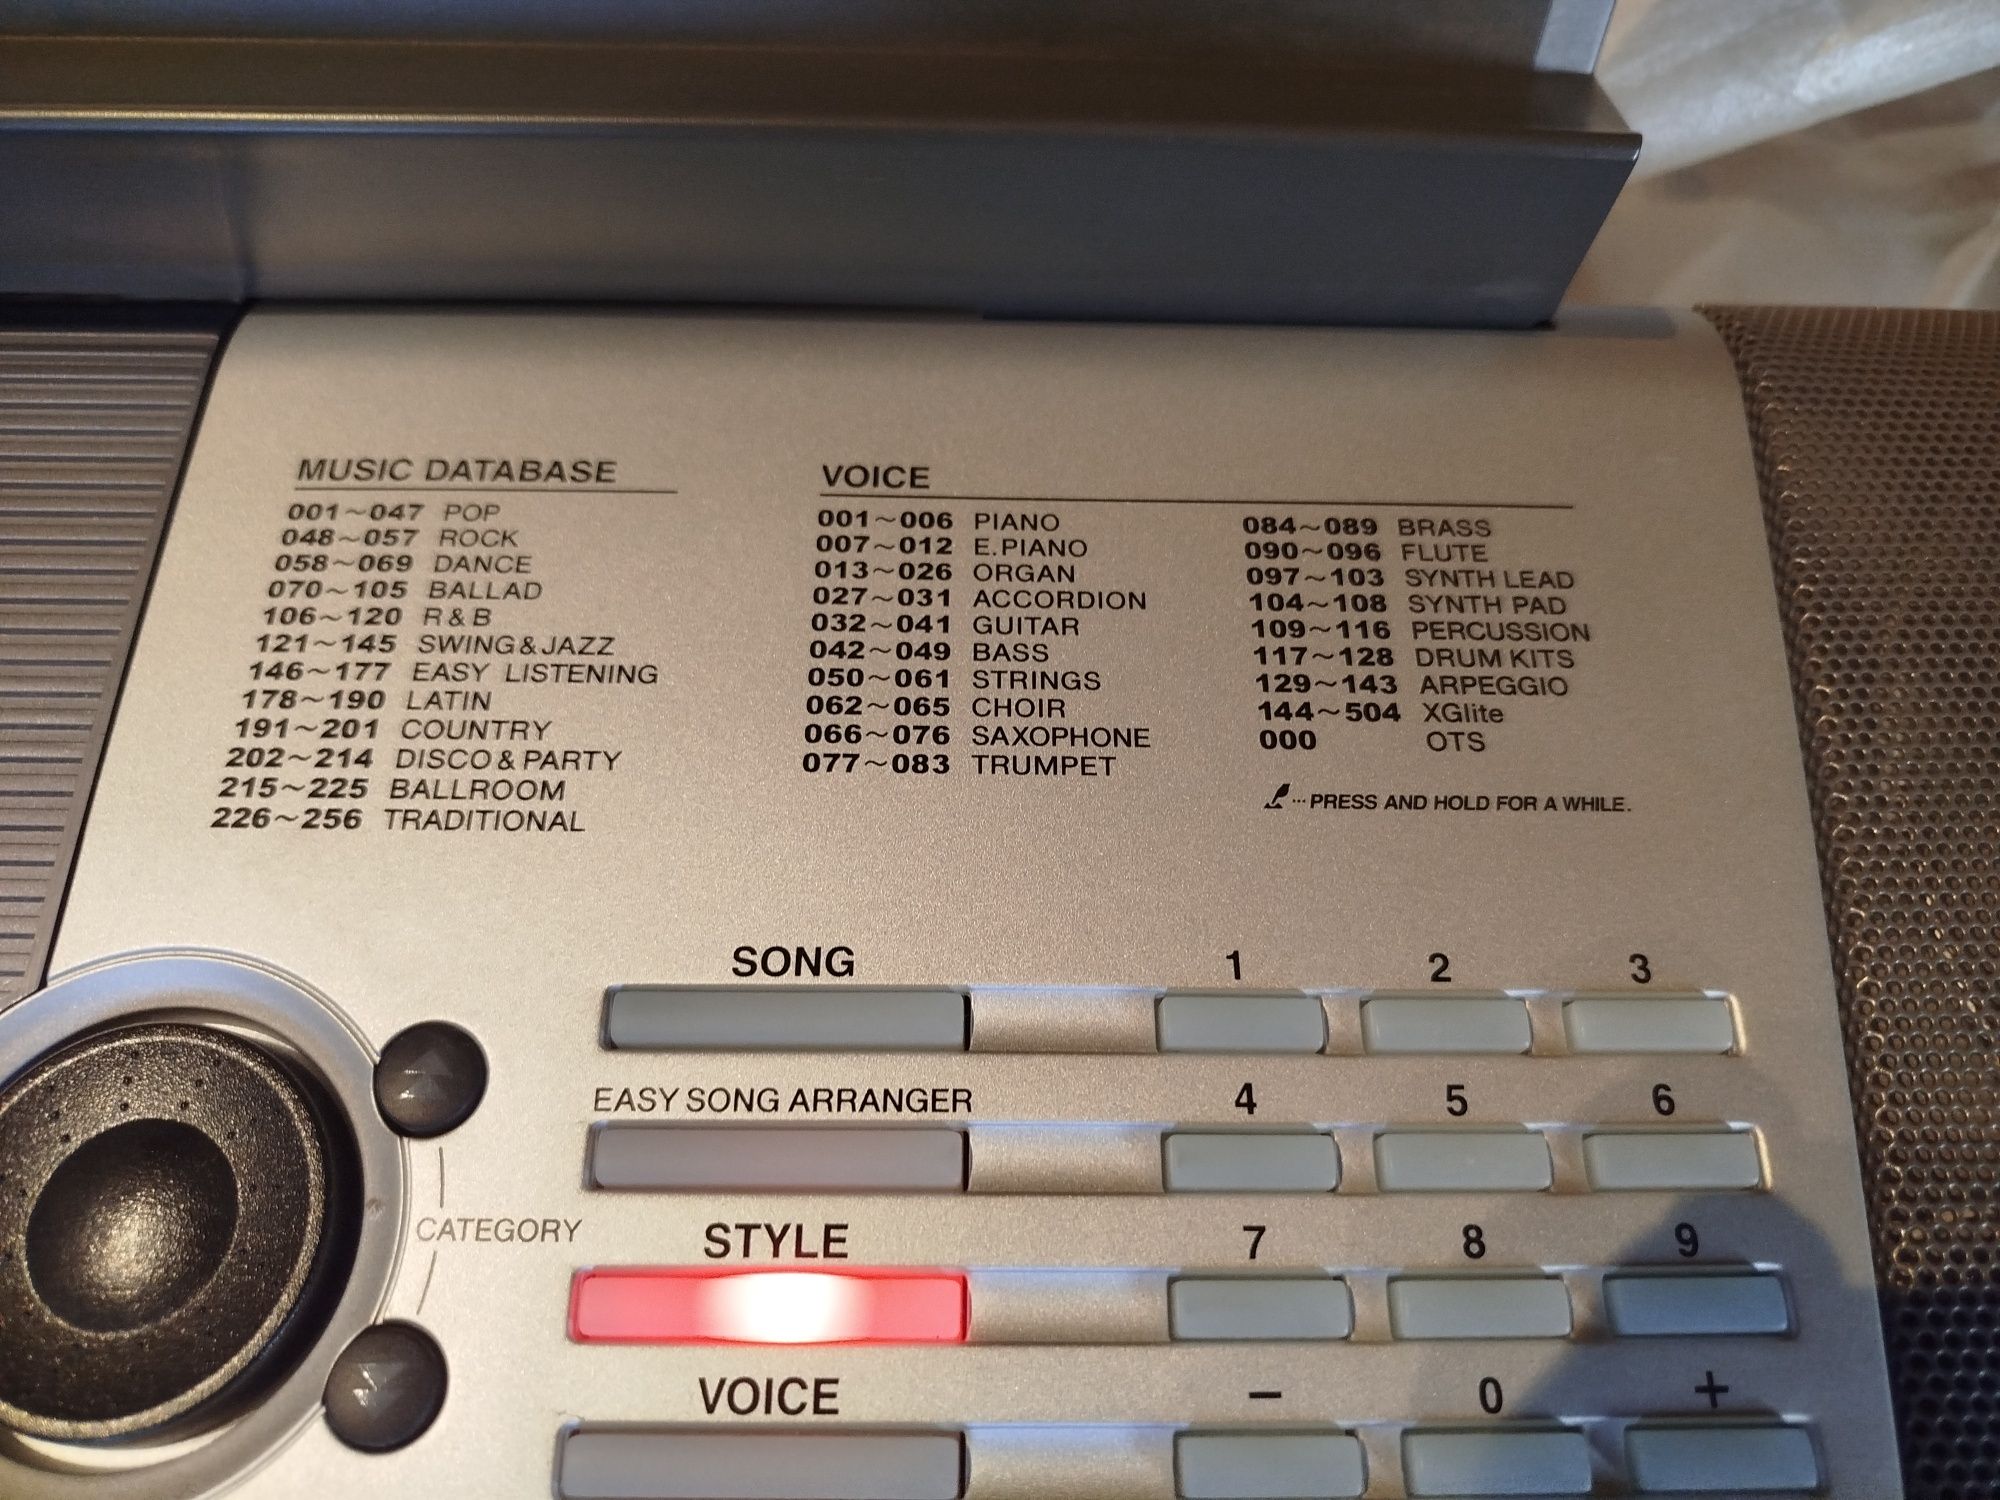 MUSIC DATABASE
001~047 POP
048~057 ROCK
058~069 DANCE
070~105 BALLAD
106~120 R&B
121~145 SWING&JAZZ
146~177 EASY LISTENING
178~190 LATIN
191~201 COUNTRY
202~214 DISCO&PARTY
215~225 BALLROOM
226~256 TRADITIONAL
VOICE
001~006 PIANO
007~012 E.PIANO
013~026 ORGAN
027~031 ACCORDION
032~041 GUITAR
042~049 BASS
050~061 STRINGS
062~065 CHOIR
066~076 SAXOPHONE
077~083 TRUMPET
084~089 BRASS
090~096 FLUTE
097~103 SYNTH LEAD
104~108 SYNTH PAD
109~116 PERCUSSION
117~128 DRUM KITS
129~143 ARPEGGIO
144~504 XGlite
000 OTS
···PRESS AND HOLD FOR A WHILE.
SONG 1 2 3
EASY SONG ARRANGER 4 5 6
CATEGORY
STYLE 7 8 9
VOICE − 0 +